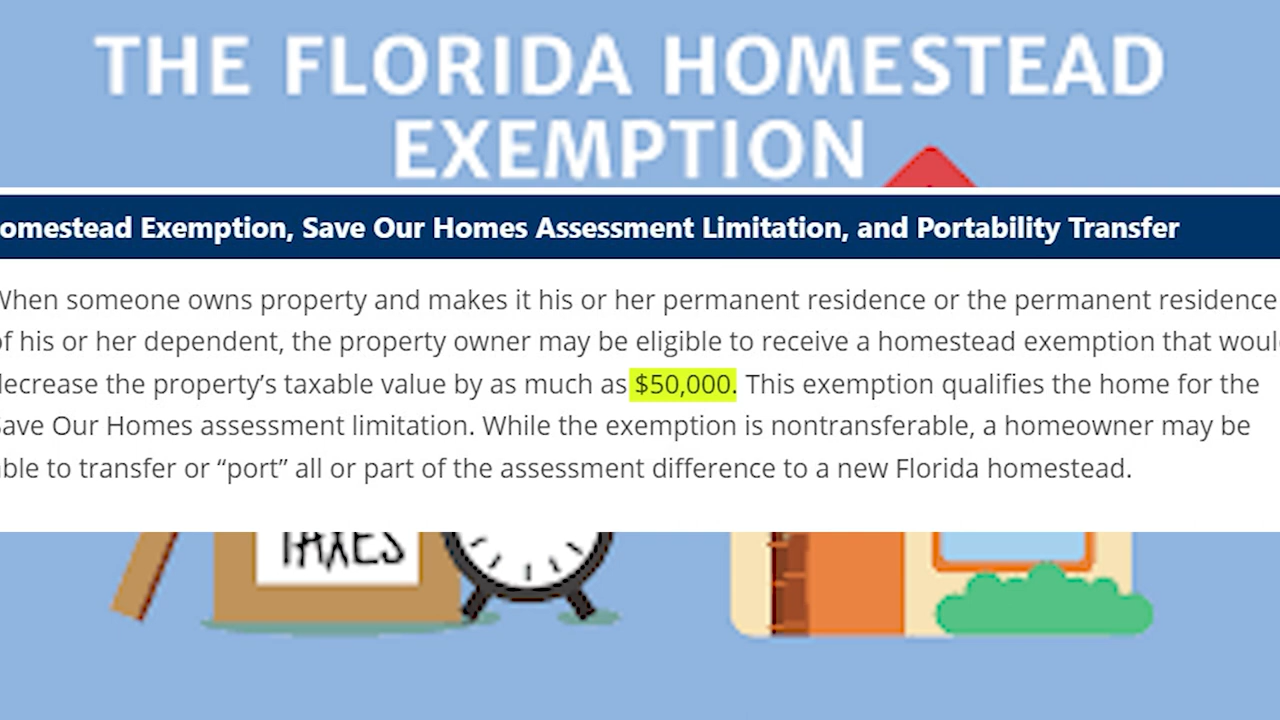 THE FLORIDA HOMESTEAD
EXEMPTION
omestead Exemption, Save Our Homes Assessment Limitation, and Portability Transfer
When someone owns property and makes it his or her permanent residence or the permanent residence
of his or her dependent, the property owner may be eligible to receive a homestead exemption that woul
decrease the property’s taxable value by as much as $50,000. This exemption qualifies the home for the
Save Our Homes assessment limitation. While the exemption is nontransferable, a homeowner may be
able to transfer or “port” all or part of the assessment difference to a new Florida homestead.
TAXES